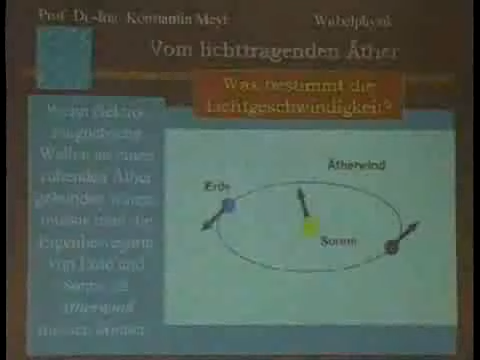 Prof. Dr.-Ing. Konstantin Meyl
Wirbelphysik
Vom lichttragenden Äther
Was bestimmt die
Lichtgeschwindigkeit?
Wenn elektro-
magnetische
Wellen an einen
ruhenden Äther
gebunden wären,
müsste man die
Eigenbewegung
von Erde und
Sonne als
Ätherwind
messen können.
Ätherwind
Erde
Sonne